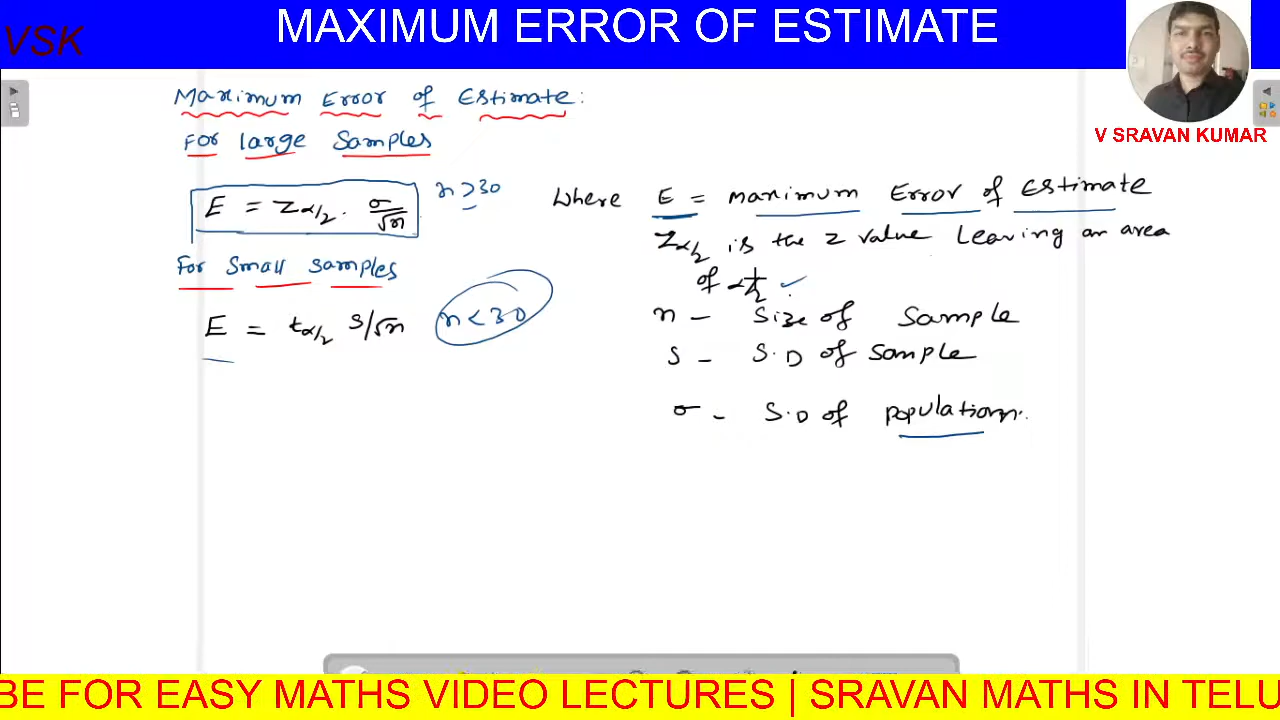 VSK
MAXIMUM ERROR OF ESTIMATE
V SRAVAN KUMAR
Maximum Error of Estimate:
For large Samples
E = Zα/2 . σ/√n
n ≥ 30
For Small samples
E = tα/2 S/√n
n < 30
Where E = Maximum Error of Estimate
Zα/2 is the Z value Leaving an area
of α/2
n - Size of Sample
S - S.D of Sample
σ - S.D of population.
BE FOR EASY MATHS VIDEO LECTURES | SRAVAN MATHS IN TELU